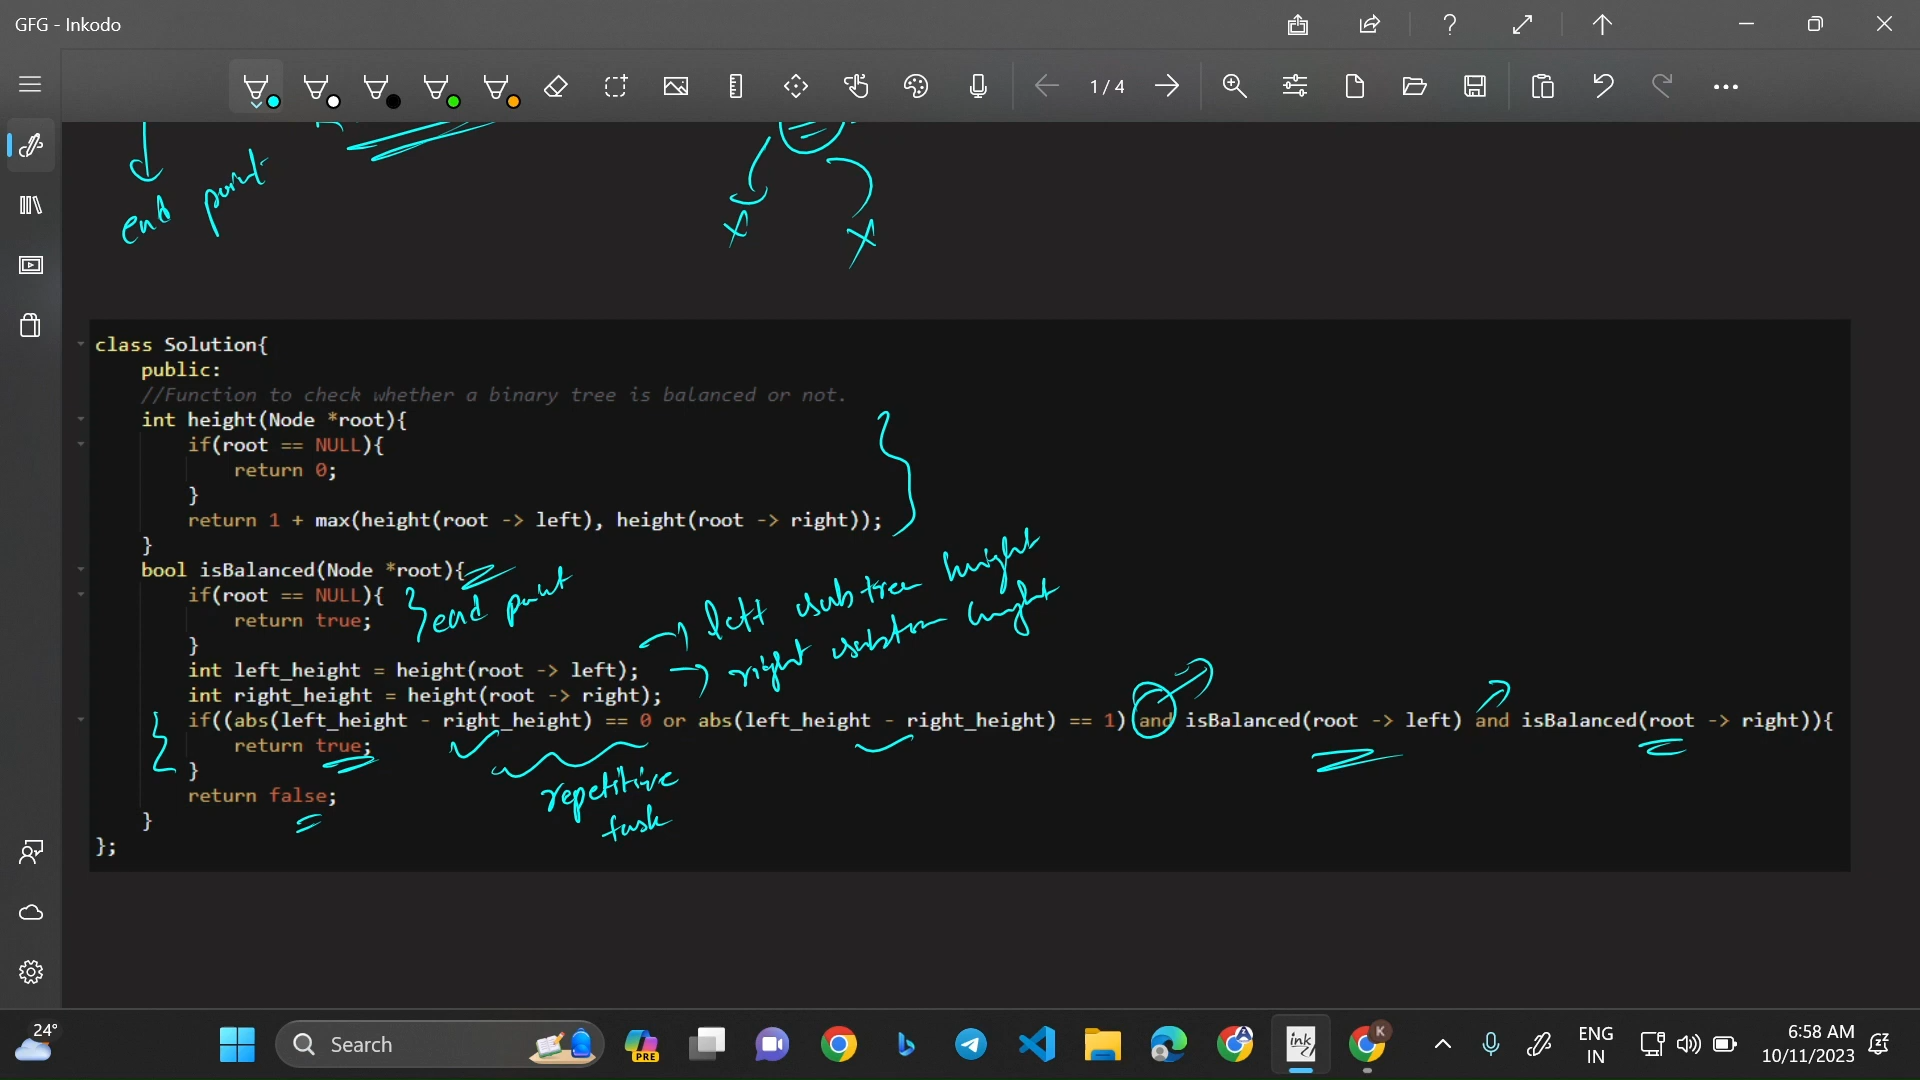 GFG - Inkodo
1 / 4
end point
class Solution{
public:
//Function to check whether a binary tree is balanced or not.
int height(Node *root){
if(root == NULL){
return 0;
}
return 1 + max(height(root -> left), height(root -> right));
}
bool isBalanced(Node *root){
if(root == NULL){
return true;
}
end point
left subtree height
right subtree height
int left_height = height(root -> left);
int right_height = height(root -> right);
if((abs(left_height - right_height) == 0 or abs(left_height - right_height) == 1) and isBalanced(root -> left) and isBalanced(root -> right)){
return true;
}
repetitive
task
return false;
}
};
24°
Search
PRE
ink
K
ENG
IN
6:58 AM
10/11/2023